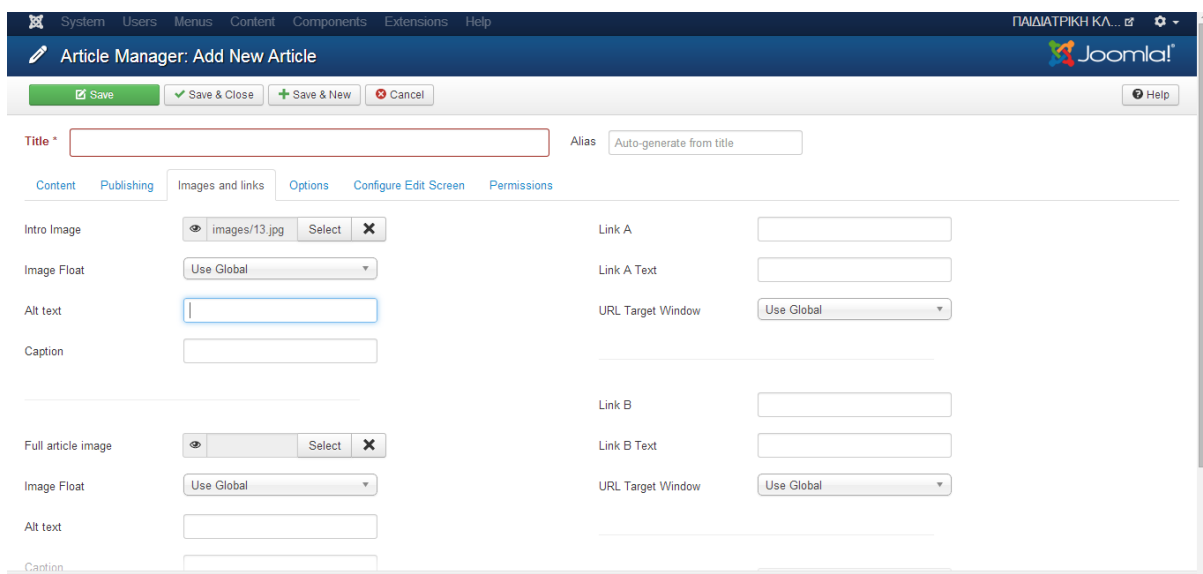 System Users Menus Content Components Extensions Help ΠΑΙΔΙΑΤΡΙΚΗ ΚΛ...
Article Manager: Add New Article Joomla!
Save Save & Close Save & New Cancel Help
Title * Alias Auto-generate from title
Content Publishing Images and links Options Configure Edit Screen Permissions
Intro Image images/13.jpg Select Link A
Image Float Use Global Link A Text
Alt text URL Target Window Use Global
Caption
Link B
Full article image Select Link B Text
Image Float Use Global URL Target Window Use Global
Alt text
Caption